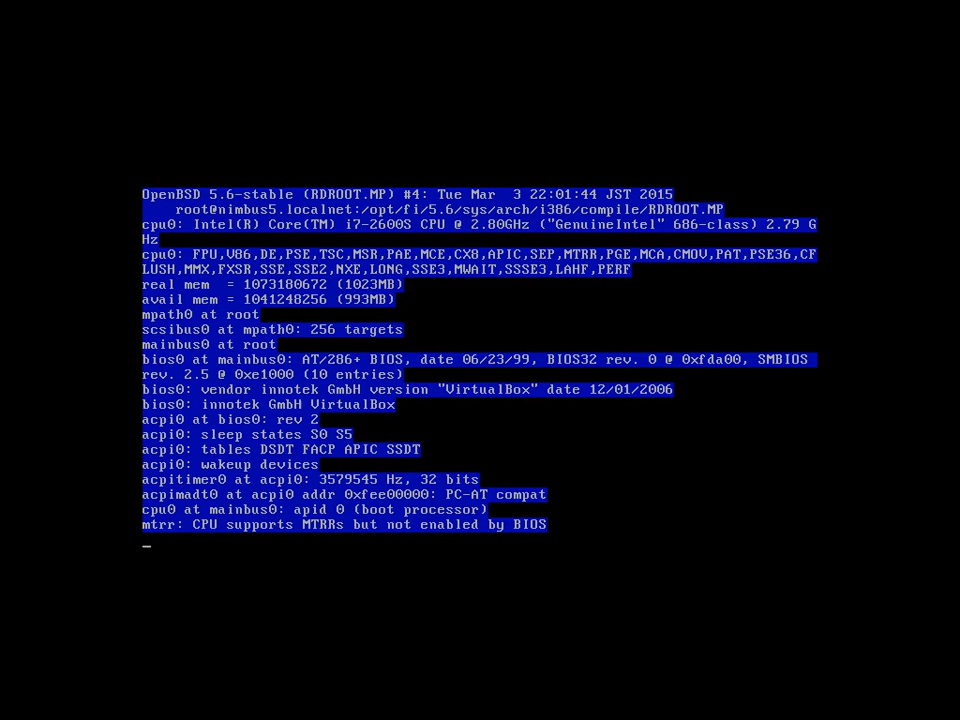 OpenBSD 5.6-stable (RDROOT.MP) #4: Tue Mar  3 22:01:44 JST 2015
    root@nimbus5.localnet:/opt/fi/5.6/sys/arch/i386/compile/RDROOT.MP
cpu0: Intel(R) Core(TM) i7-2600S CPU @ 2.80GHz ("GenuineIntel" 686-class) 2.79 G
Hz
cpu0: FPU,V86,DE,PSE,TSC,MSR,PAE,MCE,CX8,APIC,SEP,MTRR,PGE,MCA,CMOV,PAT,PSE36,CF
LUSH,MMX,FXSR,SSE,SSE2,NXE,LONG,SSE3,MWAIT,SSSE3,LAHF,PERF
real mem  = 1073180672 (1023MB)
avail mem = 1041248256 (993MB)
mpath0 at root
scsibus0 at mpath0: 256 targets
mainbus0 at root
bios0 at mainbus0: AT/286+ BIOS, date 06/23/99, BIOS32 rev. 0 @ 0xfda00, SMBIOS
rev. 2.5 @ 0xe1000 (10 entries)
bios0: vendor innotek GmbH version "VirtualBox" date 12/01/2006
bios0: innotek GmbH VirtualBox
acpi0 at bios0: rev 2
acpi0: sleep states S0 S5
acpi0: tables DSDT FACP APIC SSDT
acpi0: wakeup devices
acpitimer0 at acpi0: 3579545 Hz, 32 bits
acpimadt0 at acpi0 addr 0xfee00000: PC-AT compat
cpu0 at mainbus0: apid 0 (boot processor)
mtrr: CPU supports MTRRs but not enabled by BIOS